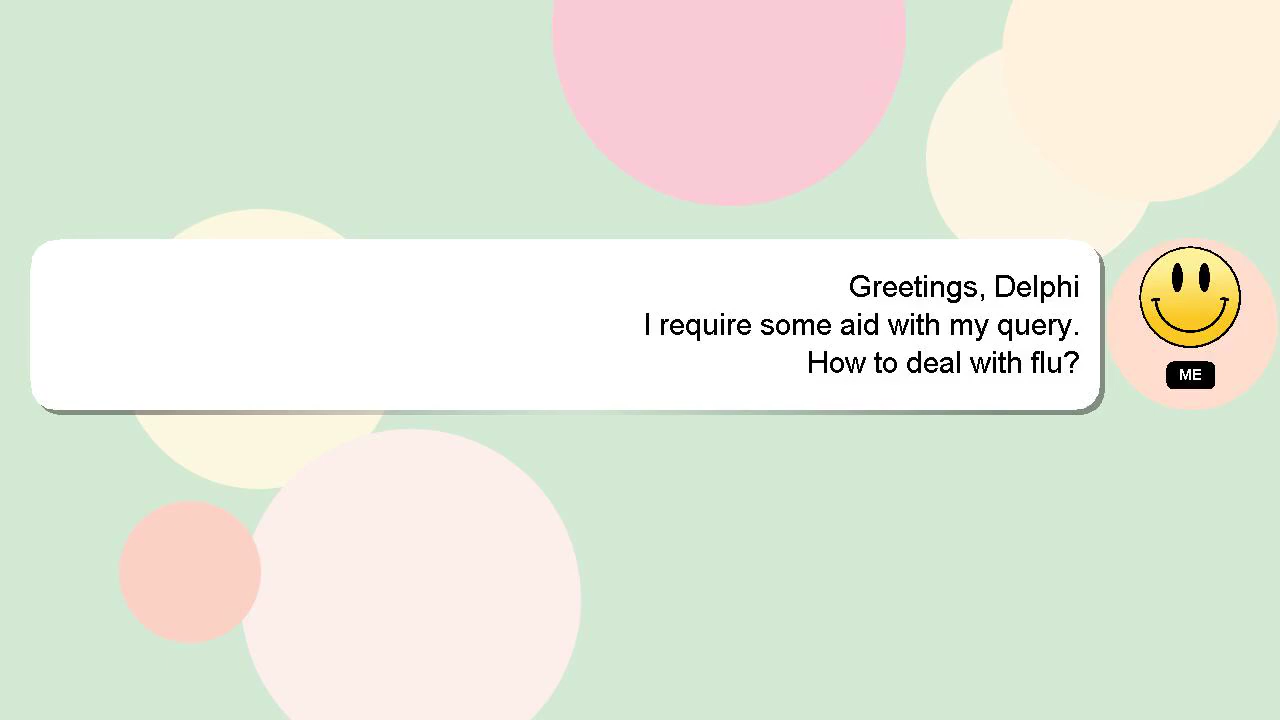 Greetings, Delphi
I require some aid with my query.
How to deal with flu?
ME